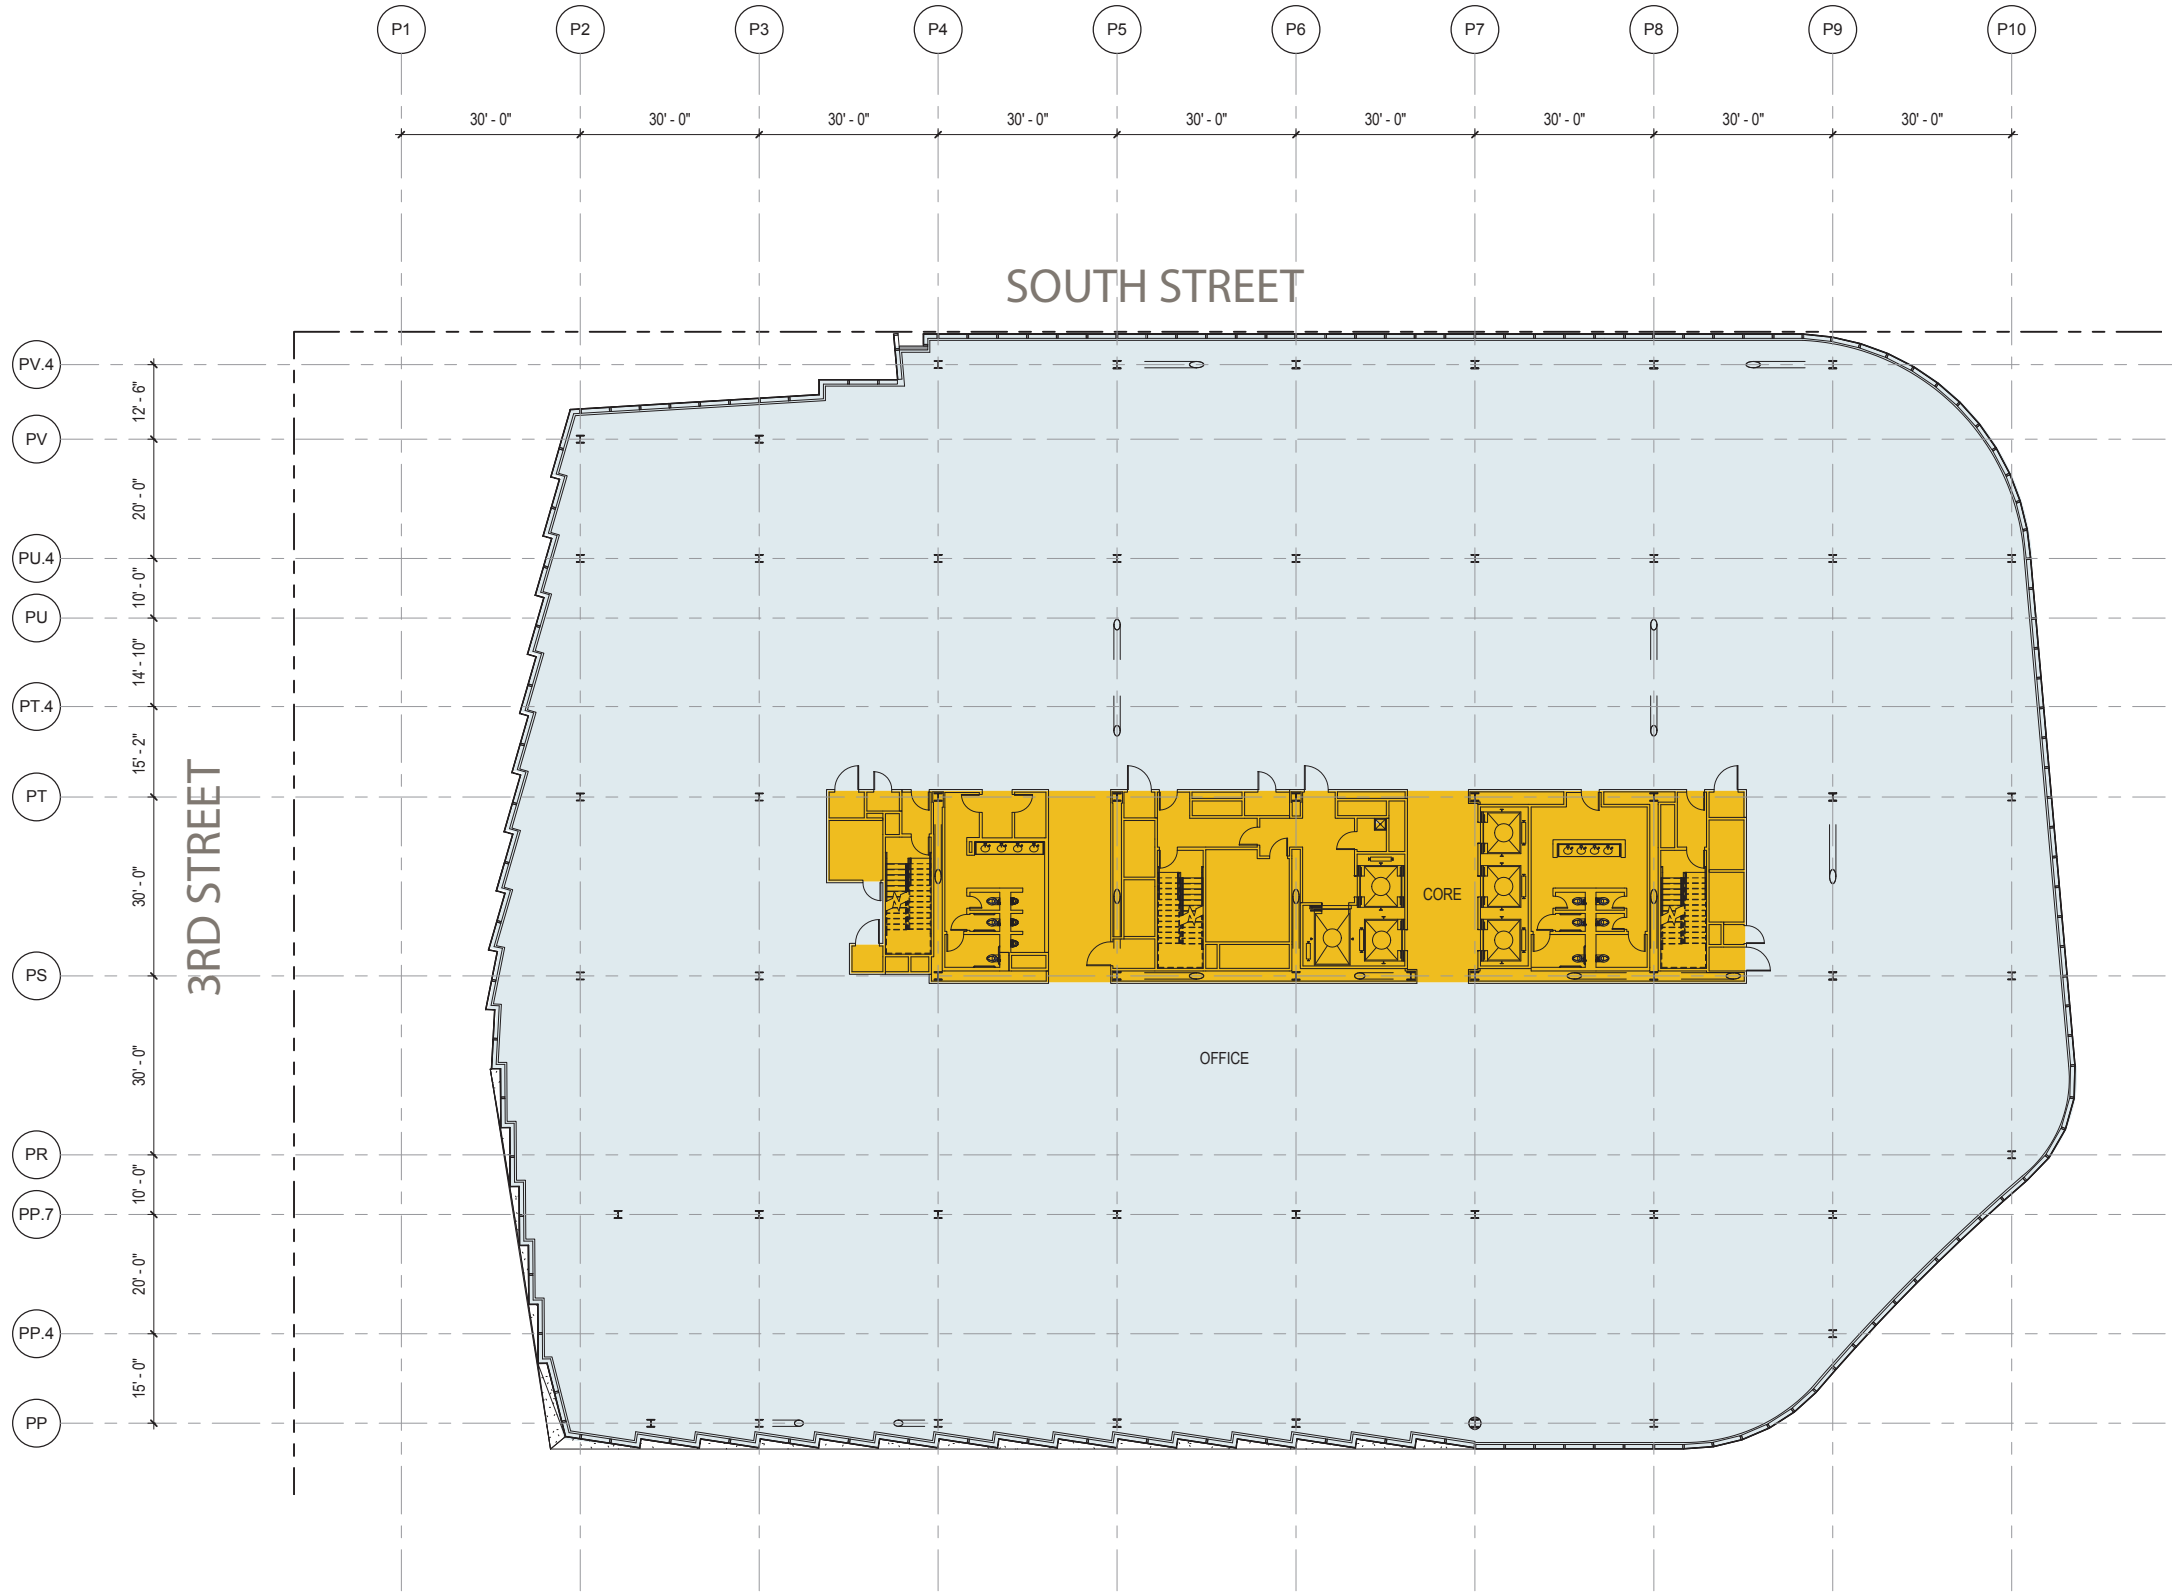 P1 P2 P3 P4 P5 P6 P7 P8 P9 P10
30' - 0" 30' - 0" 30' - 0" 30' - 0" 30' - 0" 30' - 0" 30' - 0" 30' - 0" 30' - 0"
SOUTH STREET
PV.4
12' - 6"
PV
20' - 0"
PU.4
10' - 0"
PU
14' - 10"
PT.4
15' - 2"
PT
30' - 0"
3RD STREET
CORE
PS
30' - 0"
OFFICE
PR
10' - 0"
PP.7
20' - 0"
PP.4
15' - 0"
PP